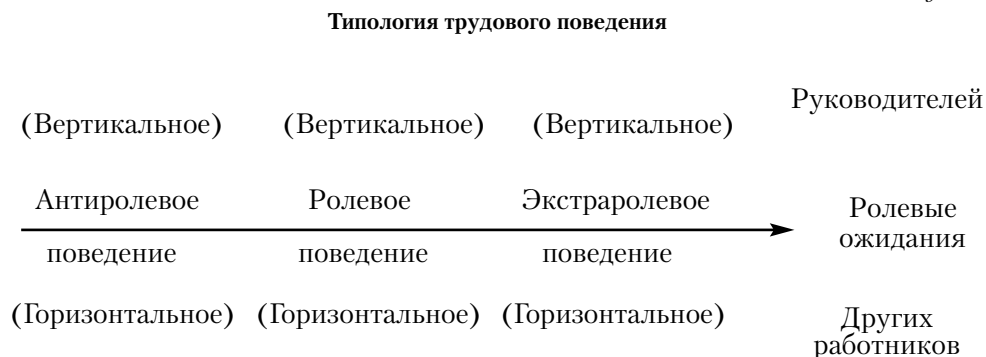 Типология трудового поведения
Руководителей
(Вертикальное) (Вертикальное) (Вертикальное)
Антиролевое Ролевое Экстраролевое
Ролевые
ожидания
поведение поведение поведение
(Горизонтальное) (Горизонтальное) (Горизонтальное)
Других
работников